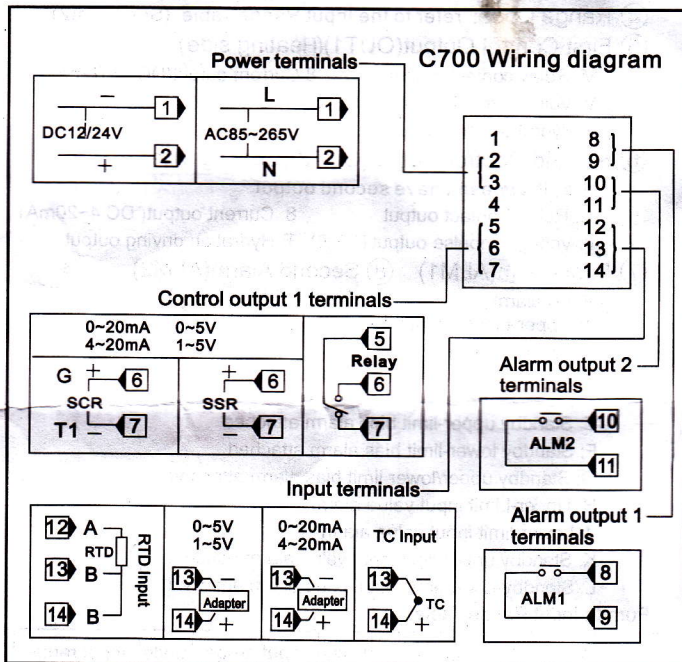 C700 Wiring diagram
Power terminals
− 1
DC12/24V
+ 2
L 1
AC85~265V
N 2
1 8
2 9
3 10
4 11
5 12
6 13
7 14
Control output 1 terminals
0~20mA 0~5V
4~20mA 1~5V
G + 6
SCR
T1 − 7
+ 6
SSR
− 7
5
Relay
6
7
Alarm output 2
terminals
10
ALM2
11
Input terminals
12 A
RTD
13 B
14 B
RTD Input
0~5V
1~5V
13 −
Adapter
14 +
0~20mA
4~20mA
13 −
Adapter
14 +
TC Input
13 −
TC
14 +
Alarm output 1
terminals
8
ALM1
9